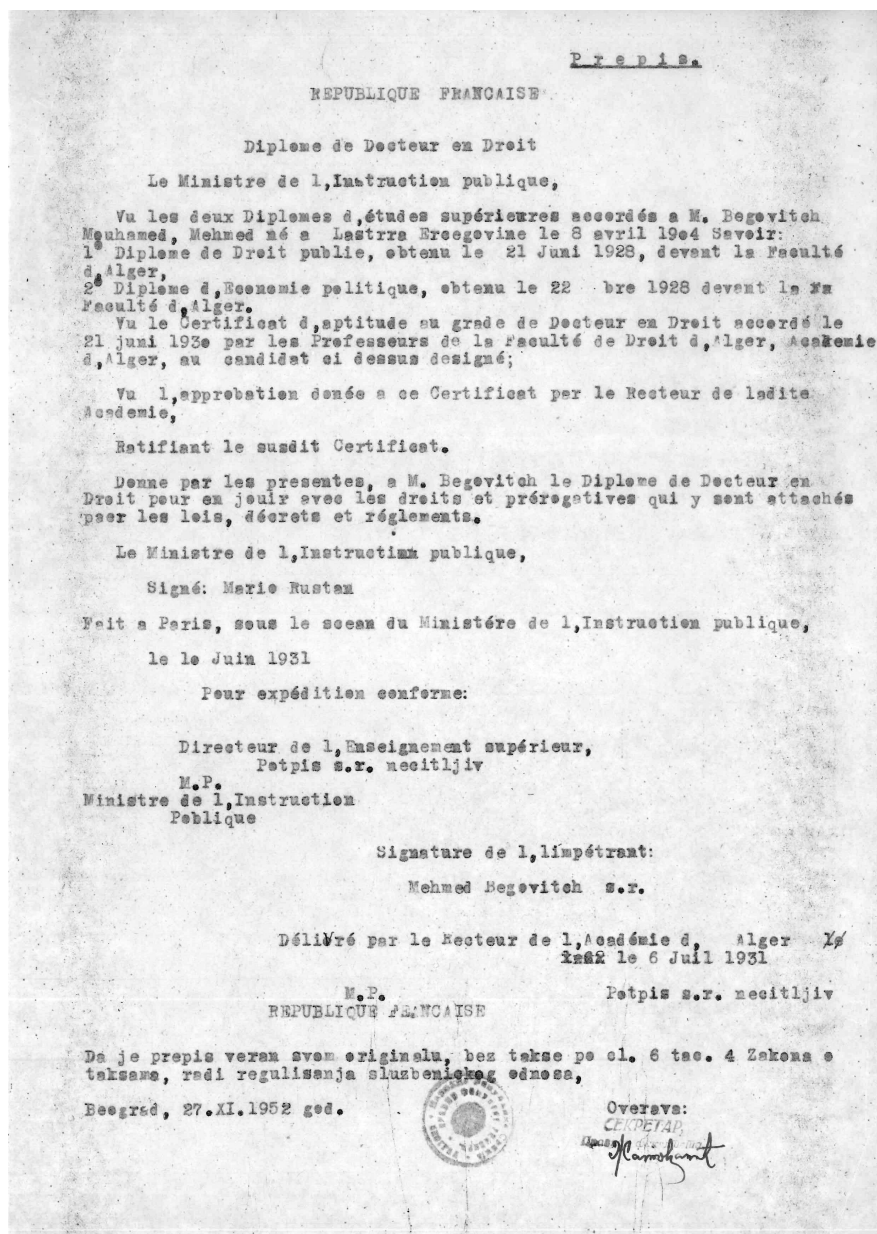 Prepis.
REPUBLIQUE FRANCAISE
Diplome de Docteur en Droit
Le Ministre de l,Instruction publique,
Vu les deux Diplomes d,études supérieures accordés a M. Begovitch
Mouhamed, Mehmed né a Lastrra Ercegovine le 8 avril 19o4 Savoir:
1° Diplome de Droit publie, obtenu le 21 Juni 1928, devant la Faculté
d,Alger,
2° Diplome d,Economie politique, obtenu le 22 bre 1928 devant la
Faculté d,Alger.
Vu le Certificat d,aptitude au grade de Docteur en Droit accordé le
21 juni 193o par les Professeurs de la Faculté de Droit d,Alger, Academie
d,Alger, au candidat ci dessus designé;
Vu l,approbation donée a ce Certificat par le Recteur de ladite
Academie,
Ratifiant le susdit Certificat.
Donne par les presentes, a M. Begovitch le Diplome de Docteur en
Droit pour en jouir avec les droits et prérogatives qui y sont attachés
paer les lois, décrets et réglements.
Le Ministre de l,Instruction publique,
Signé: Mario Rustan
Fait a Paris, sous le scean du Ministére de l,Instruction publique,
le lo Juin 1931
Pour expédition conforme:
Directeur de l,Enseignement supérieur,
Potpis s.r. necitljiv
M.P.
Ministre de l,Instruction
Poblique
Signature de l,limpétrant:
Mehmed Begovitch s.r.
Délivré par le Recteur de l,Académie d, Alger
le 6 Juil 1931
M.P. Potpis s.r. necitljiv
REPUBLIQUE FRANCAISE
Da je prepis veran svom originalu, bez takse po cl. 6 tac. 4 Zakona o
taksama, radi regulisanja sluzbenickog odnosa,
Beograd, 27.XI.1952 god. Overava:
СЕКРЕТАР,